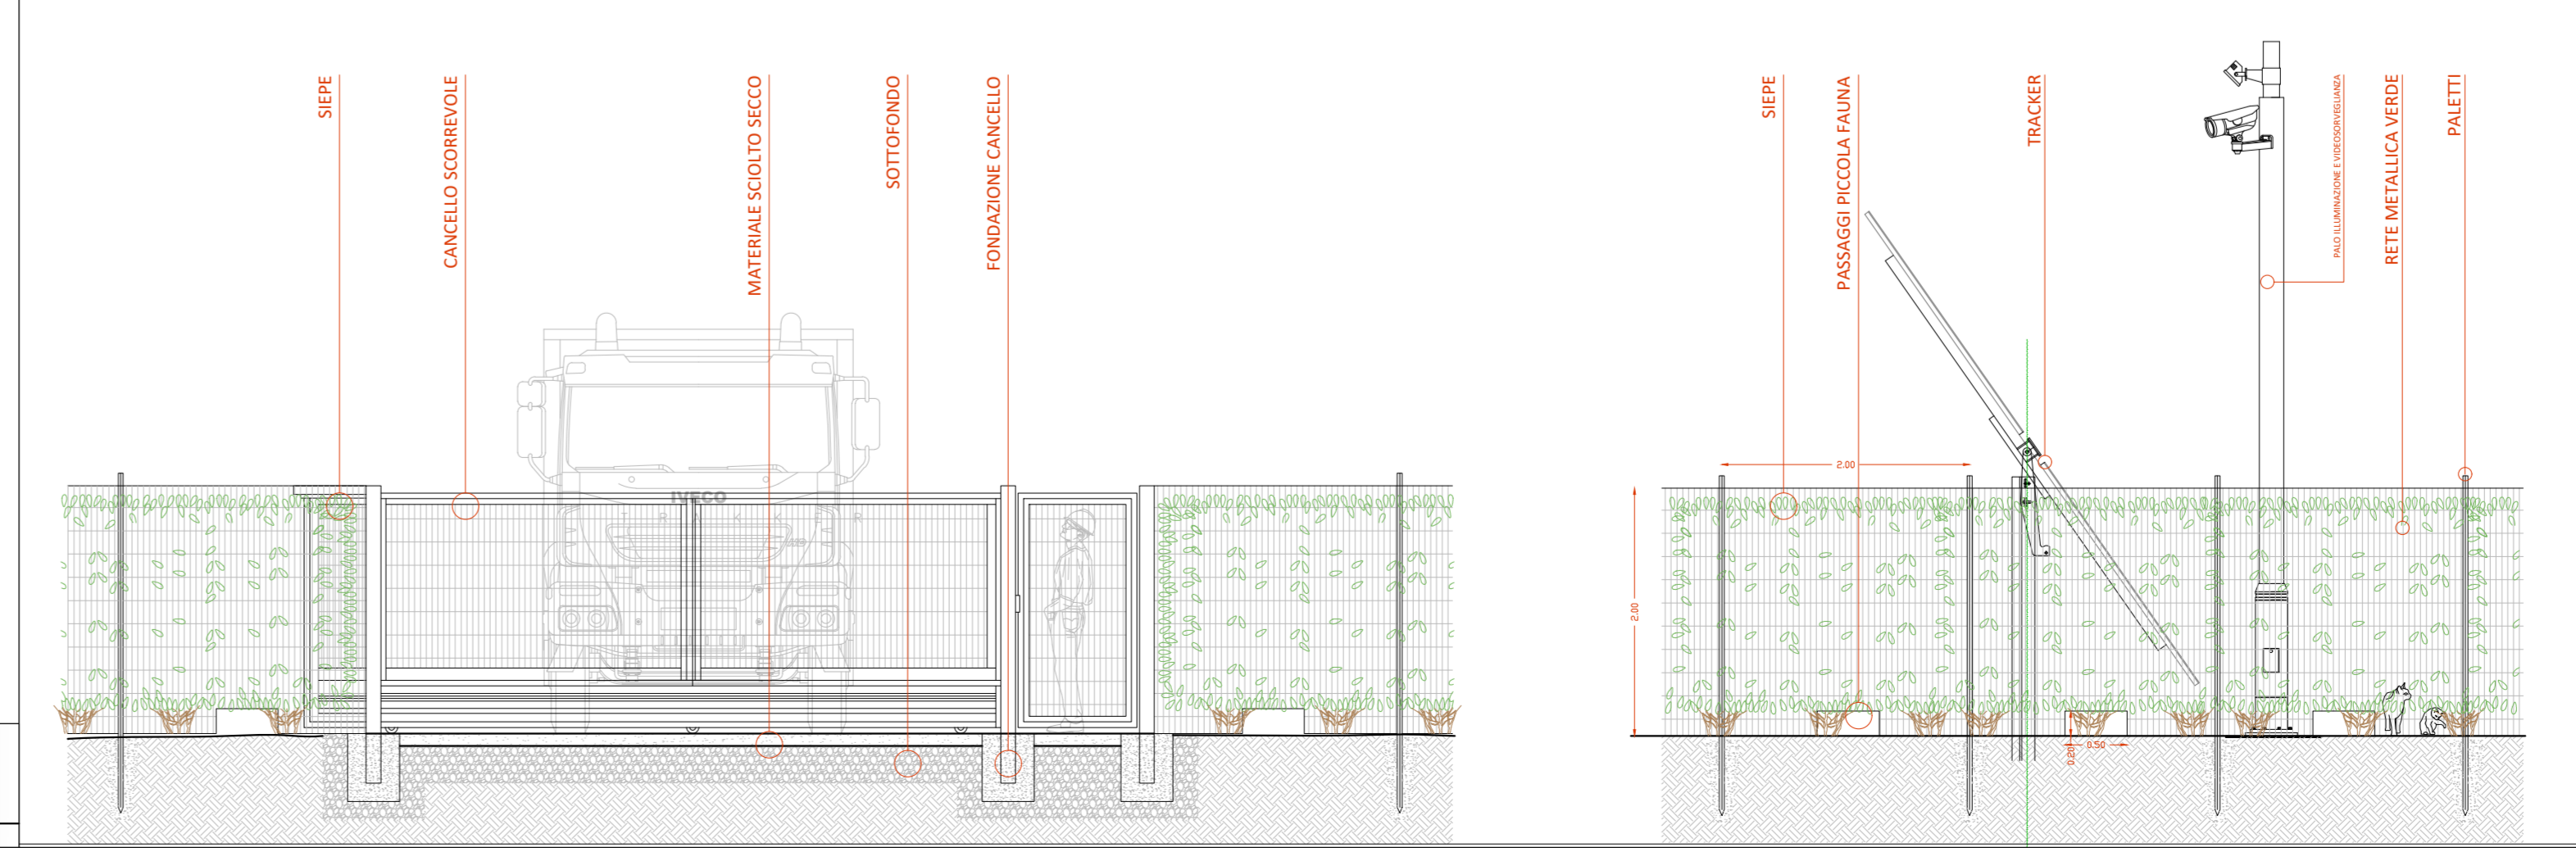 SIEPE
CANCELLO SCORREVOLE
MATERIALE SCIOLTO SECCO
SOTTOFONDO
FONDAZIONE CANCELLO
IVECO
T R A K K E R
SIEPE
PASSAGGI PICCOLA FAUNA
TRACKER
PALO ILLUMINAZIONE E VIDEOSORVEGLIANZA
RETE METALLICA VERDE
PALETTI
2.00
2.00
0.50
0.20